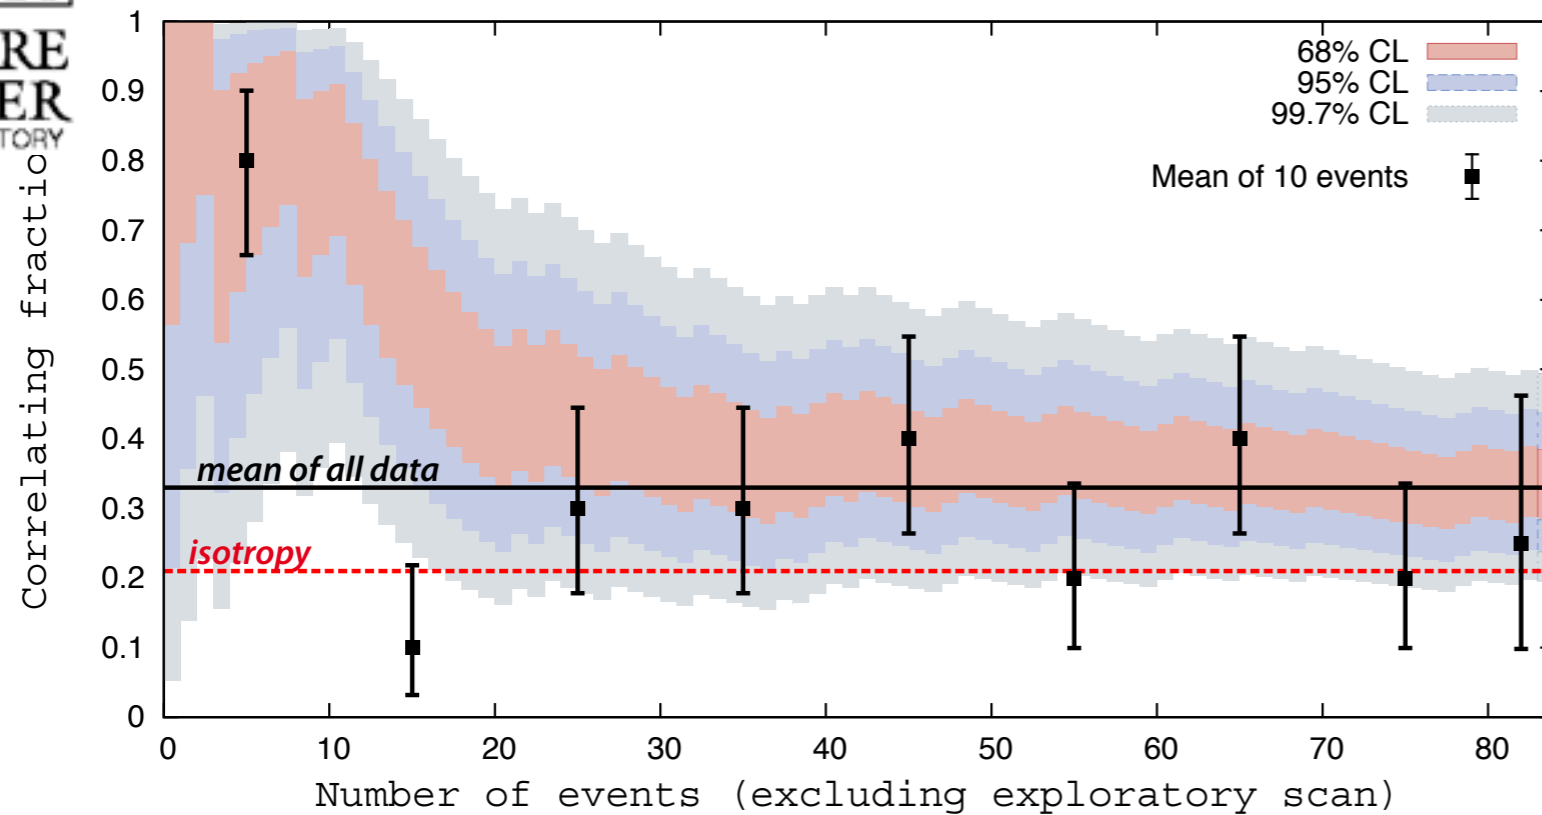 RE
ER
TORY
68% CL
95% CL
99.7% CL
Mean of 10 events
Correlating fractio
1
0.9
0.8
0.7
0.6
0.5
0.4
0.3
0.2
0.1
0
mean of all data
isotropy
0 10 20 30 40 50 60 70 80
Number of events (excluding exploratory scan)